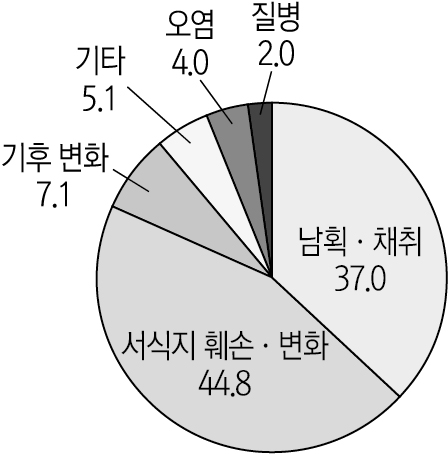 질병
2.0
오염
4.0
기타
5.1
기후 변화
7.1
남획 · 채취
37.0
서식지 훼손 · 변화
44.8